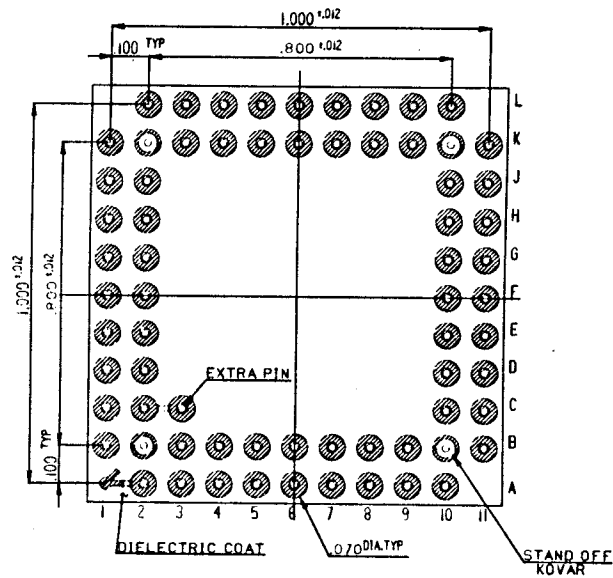 1.000 ±.012
.100 TYP
.800 ±.012
L
K
J
H
G
F
E
D
C
B
A
1.000 ±.012
.800 ±.012
.100 TYP
EXTRA PIN
1 2 3 4 5 6 7 8 9 10 11
DIELECTRIC COAT
.070 DIA.TYP
STAND OFF
KOVAR